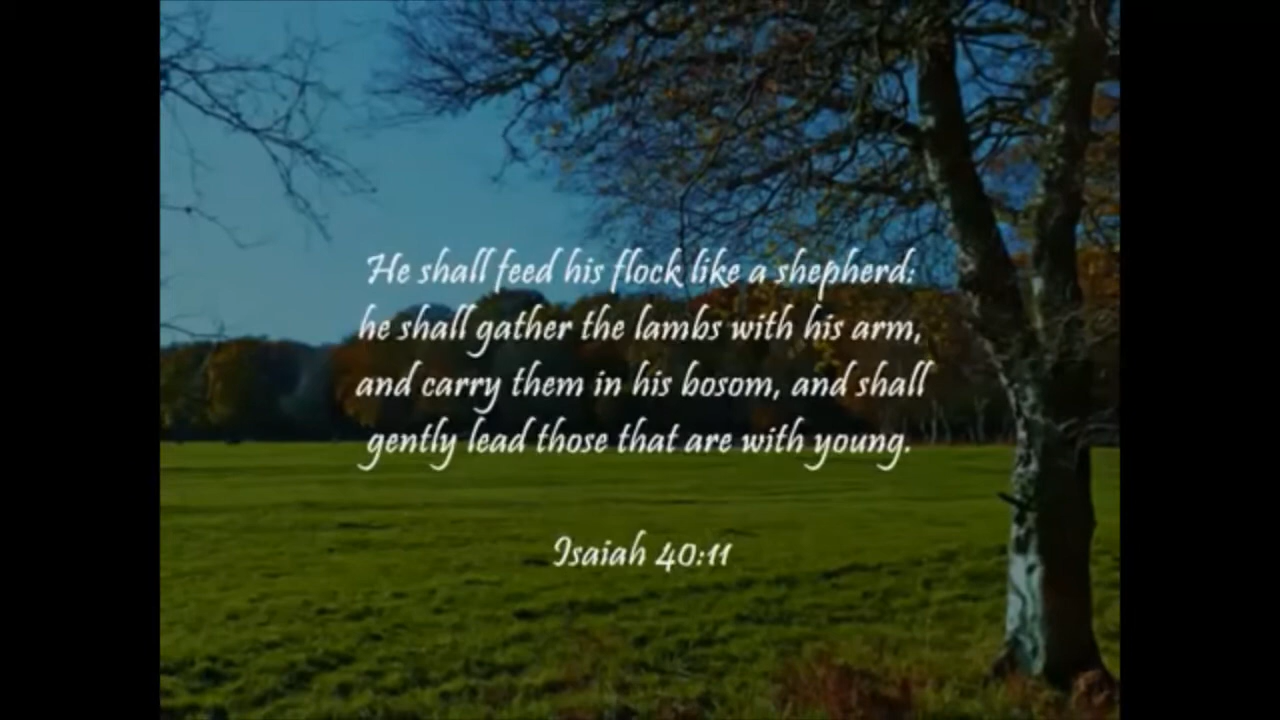 He shall feed his flock like a shepherd:
he shall gather the lambs with his arm,
and carry them in his bosom, and shall
gently lead those that are with young.
Isaiah 40:11